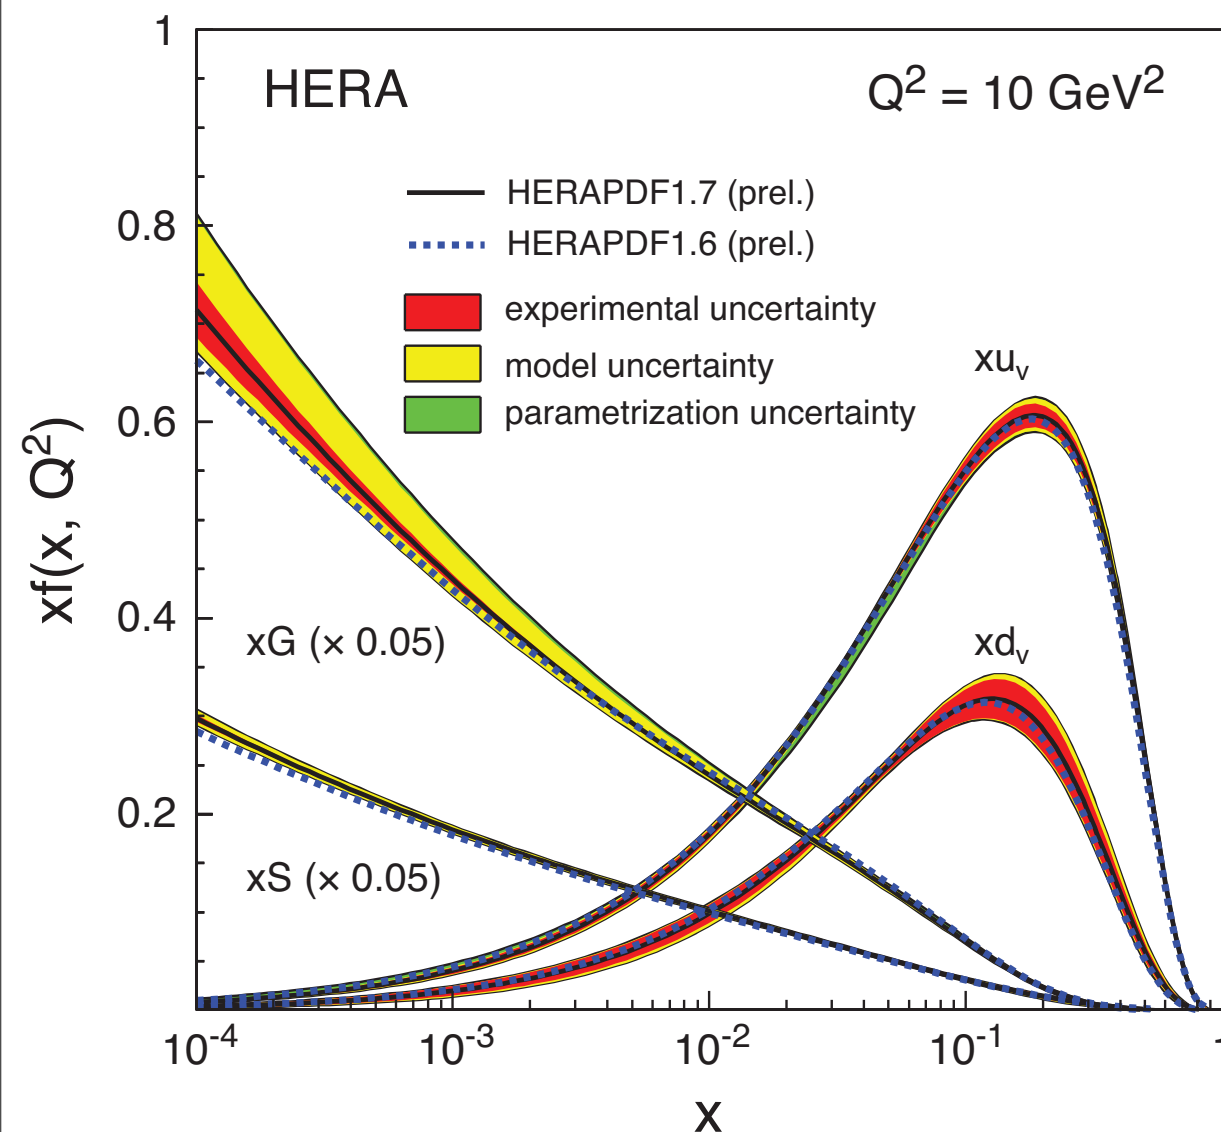 1
HERA
Q² = 10 GeV²
HERAPDF1.7 (prel.)
0.8
HERAPDF1.6 (prel.)
experimental uncertainty
model uncertainty
xuᵥ
parametrization uncertainty
0.6
xf(x, Q²)
0.4
xG (× 0.05)
xdᵥ
0.2
xS (× 0.05)
10⁻⁴ 10⁻³ 10⁻² 10⁻¹ 1
x